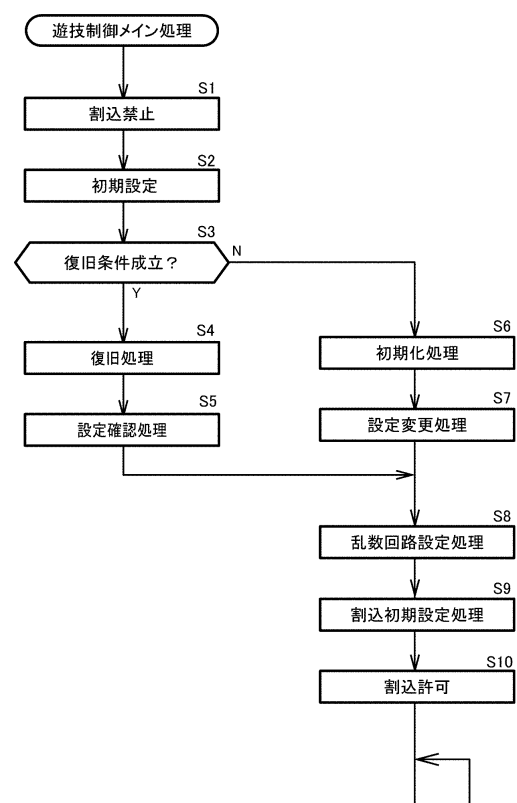 遊技制御メイン処理
S1
割込禁止
S2
初期設定
S3
復旧条件成立？
N
Y
S4
復旧処理
S5
設定確認処理
S6
初期化処理
S7
設定変更処理
S8
乱数回路設定処理
S9
割込初期設定処理
S10
割込許可